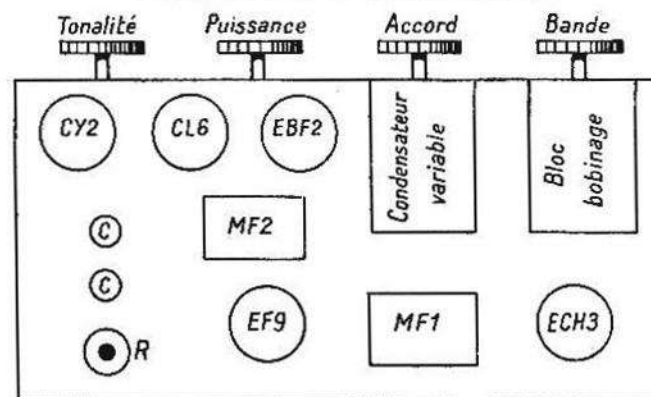 Tonalité
Puissance
Accord
Bande
CY2
CL6
EBF2
Condensateur
variable
Bloc
bobinage
C
MF2
C
EF9
MF1
ECH3
R